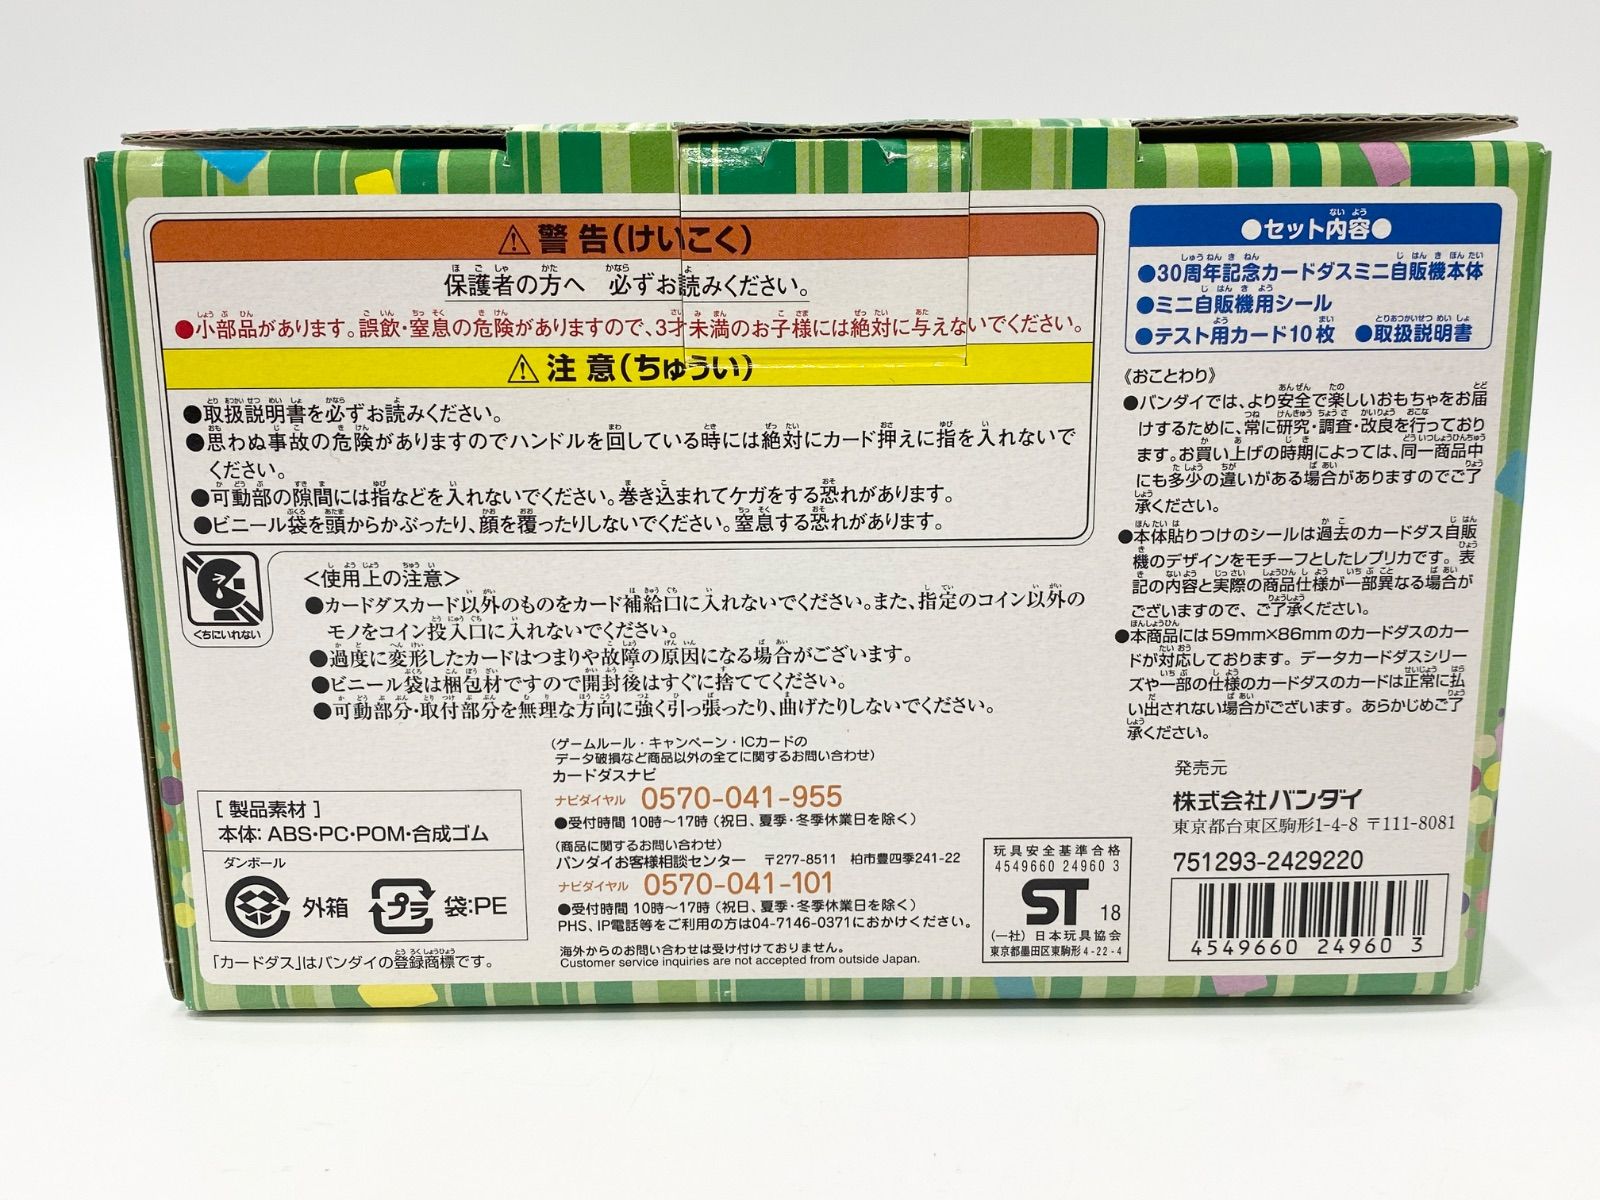 ⚠ 警告(けいこく)
保護者の方へ 必ずお読みください。
●小部品があります。誤飲・窒息の危険がありますので、3才未満のお子様には絶対に与えないでください。
⚠ 注意(ちゅうい)
●取扱説明書を必ずお読みください。
●思わぬ事故の危険がありますのでハンドルを回している時には絶対にカード押えに指を入れないで
ください。
●可動部の隙間には指などを入れないでください。巻き込まれてケガをする恐れがあります。
●ビニール袋を頭からかぶったり、顔を覆ったりしないでください。窒息する恐れがあります。
くちにいれない
<使用上の注意>
●カードダスカード以外のものをカード補給口に入れないでください。また、指定のコイン以外の
モノをコイン投入口に入れないでください。
●過度に変形したカードはつまりや故障の原因になる場合がございます。
●ビニール袋は梱包材ですので開封後はすぐに捨ててください。
●可動部分・取付部分を無理な方向に強く引っ張ったり、曲げたりしないでください。
[製品素材]
本体:ABS・PC・POM・合成ゴム
ダンボール
外箱
プラ
袋:PE
「カードダス」はバンダイの登録商標です。
(ゲームルール・キャンペーン・ICカードの
データ破損など商品以外の全てに関するお問い合わせ)
カードダスナビ
ナビダイヤル 0570-041-955
●受付時間 10時〜17時(祝日、夏季・冬季休業日を除く)
(商品に関するお問い合わせ)
バンダイお客様相談センター 〒277-8511 柏市豊四季241-22
ナビダイヤル 0570-041-101
●受付時間 10時〜17時(祝日、夏季・冬季休業日を除く)
PHS、IP電話等をご利用の方は04-7146-0371におかけください。
海外からのお問い合わせは受け付けておりません。
Customer service inquiries are not accepted from outside Japan.
玩具安全基準合格
4549660 24960 3
ST 18
(一社)日本玩具協会
東京都墨田区東駒形4-22-4
●セット内容●
●30周年記念カードダスミニ自販機本体
●ミニ自販機用シール
●テスト用カード10枚 ●取扱説明書
《おことわり》
●バンダイでは、より安全で楽しいおもちゃをお届
けするために、常に研究・調査・改良を行っており
ます。お買い上げの時期によっては、同一商品中
にも多少の違いがある場合がありますのでご了
承ください。
●本体貼りつけのシールは過去のカードダス自販
機のデザインをモチーフとしたレプリカです。表
記の内容と実際の商品仕様が一部異なる場合が
ございますので、ご了承ください。
●本商品には59mm×86mmのカードダスのカー
ドが対応しております。データカードダスシリー
ズや一部の仕様のカードダスのカードは正常に払
い出されない場合がございます。あらかじめご了
承ください。
発売元
株式会社バンダイ
東京都台東区駒形1-4-8 〒111-8081
751293-2429220
4549660 24960 3